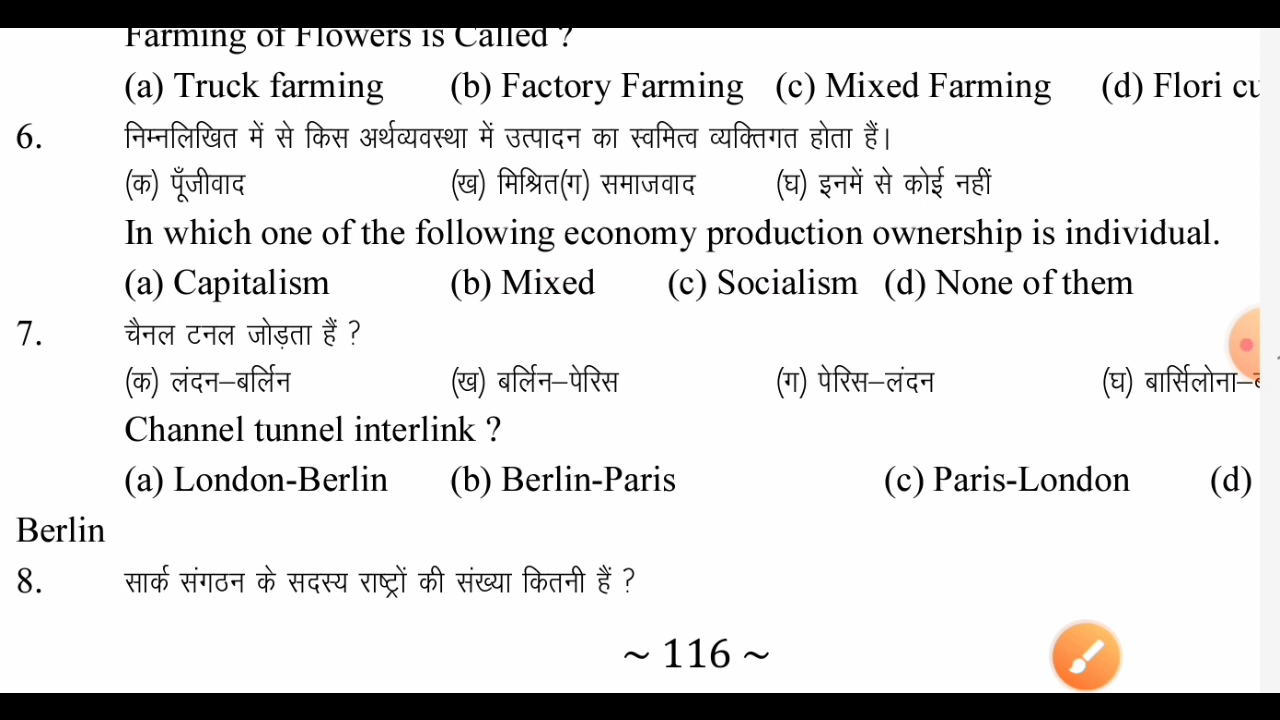 Farming of Flowers is Called ?
(a) Truck farming (b) Factory Farming (c) Mixed Farming (d) Flori cu
6. निम्नलिखित में से किस अर्थव्यवस्था में उत्पादन का स्वमित्व व्यक्तिगत होता हैं।
(क) पूँजीवाद (ख) मिश्रित(ग) समाजवाद (घ) इनमें से कोई नहीं
In which one of the following economy production ownership is individual.
(a) Capitalism (b) Mixed (c) Socialism (d) None of them
7. चैनल टनल जोड़ता हैं ?
(क) लंदन–बर्लिन (ख) बर्लिन–पेरिस (ग) पेरिस–लंदन (घ) बार्सिलोना–
Channel tunnel interlink ?
(a) London-Berlin (b) Berlin-Paris (c) Paris-London (d)
Berlin
8. सार्क संगठन के सदस्य राष्ट्रों की संख्या कितनी हैं ?
~ 116 ~